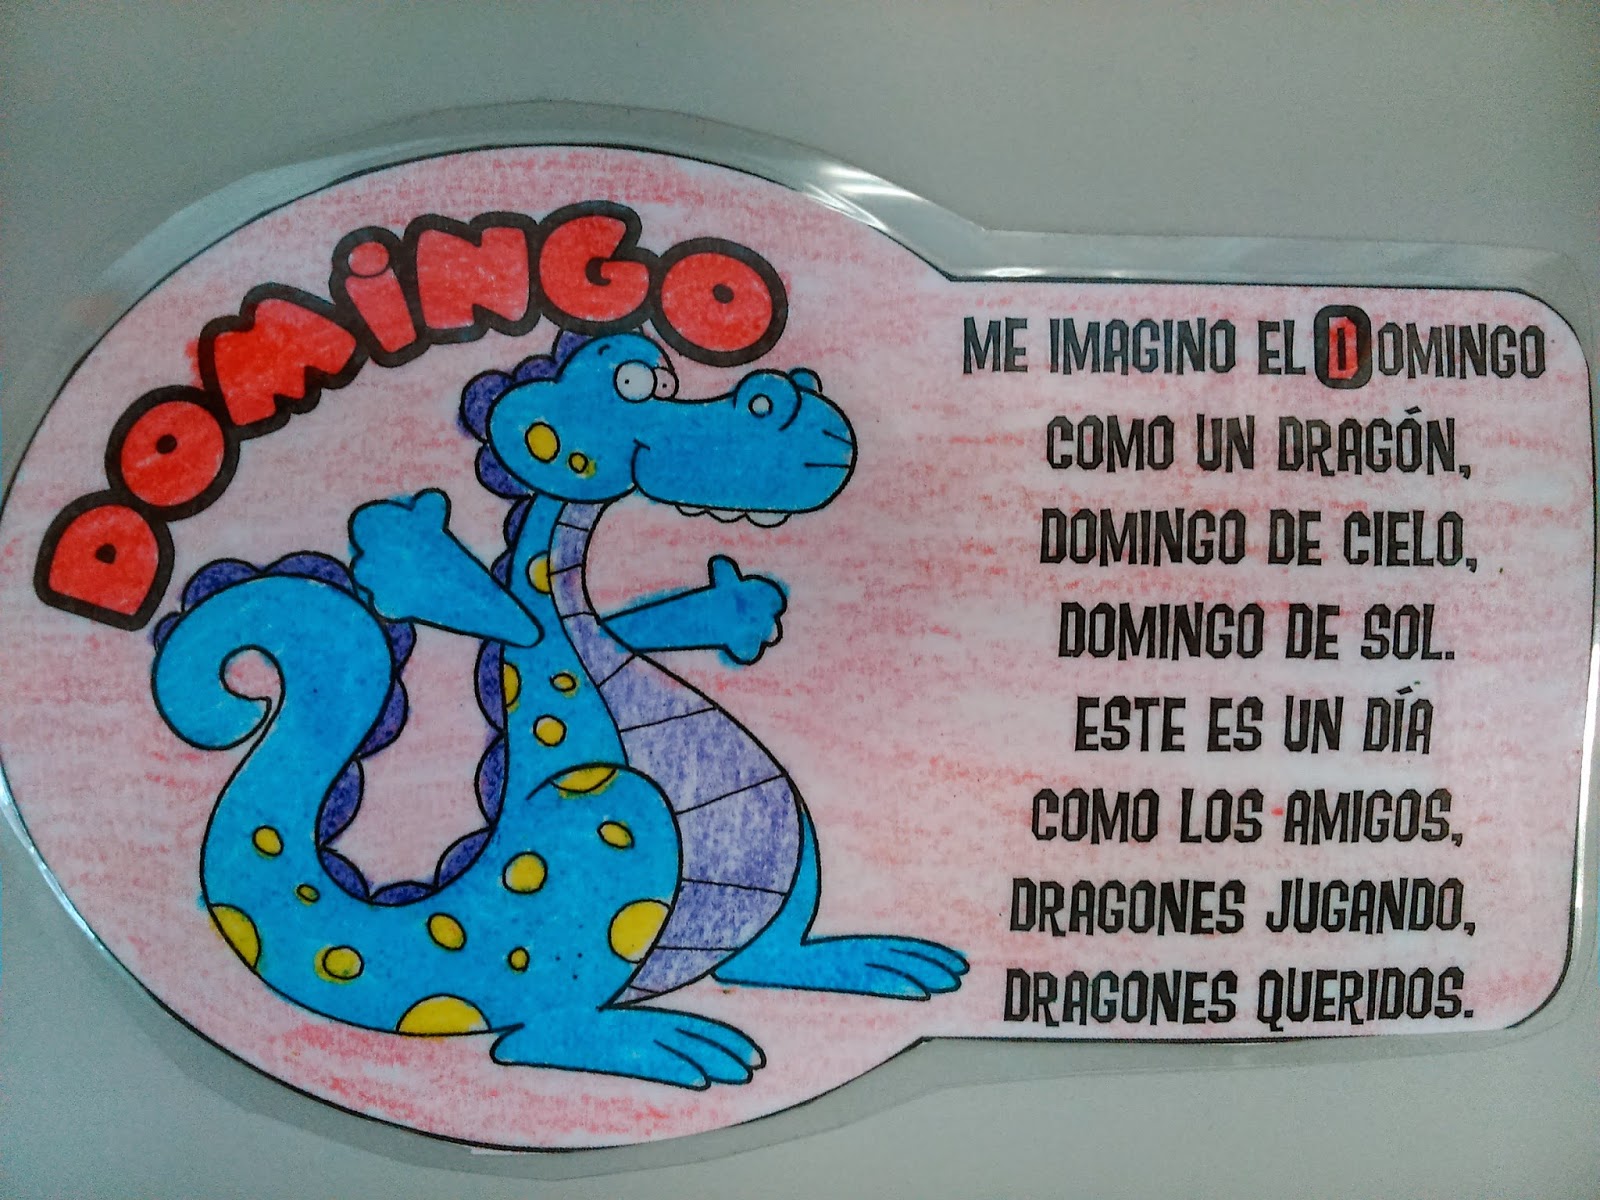 DOMiNGO
ME IMAGINO EL DOMINGO
COMO UN DRAGÓN,
DOMINGO DE CIELO,
DOMINGO DE SOL.
ESTE ES UN DÍA
COMO LOS AMIGOS,
DRAGONES JUGANDO,
DRAGONES QUERIDOS.